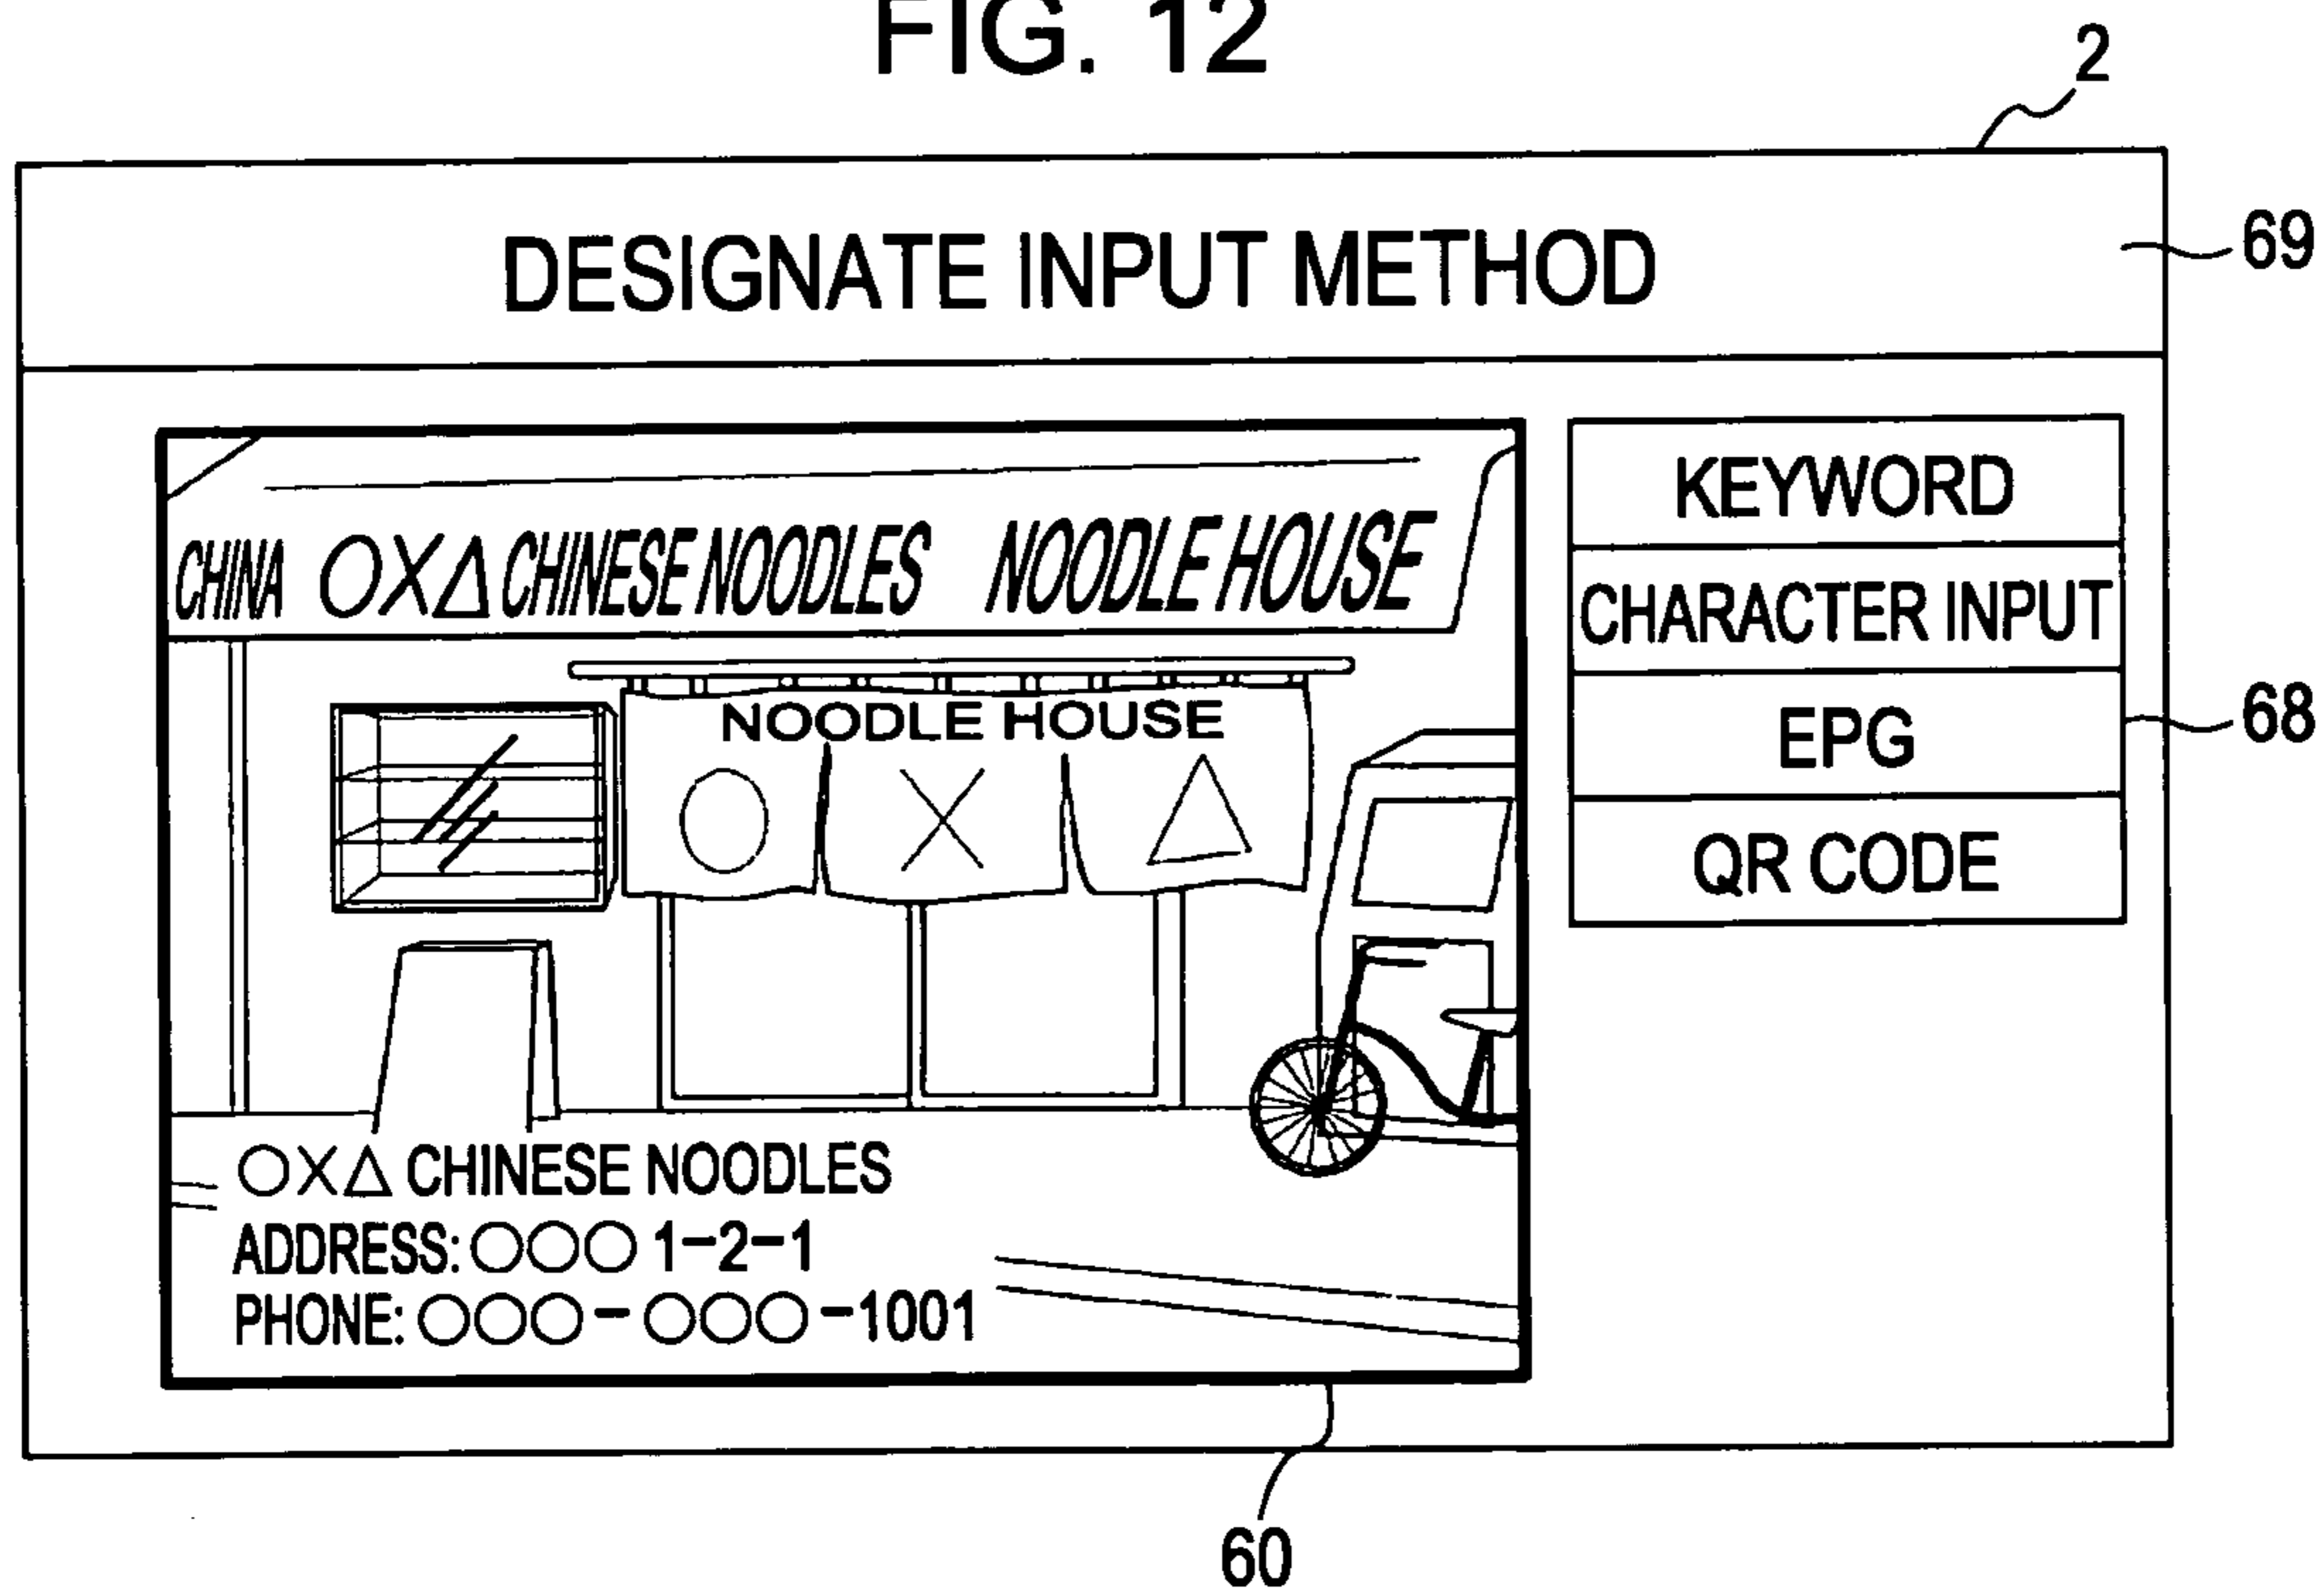 FIG. 12
2
DESIGNATE INPUT METHOD
69
CHINA ○X△ CHINESE NOODLES NOODLE HOUSE
NOODLE HOUSE
○ X △
○X△ CHINESE NOODLES
ADDRESS: ○○○ 1-2-1
PHONE: ○○○-○○○-1001
KEYWORD
CHARACTER INPUT
EPG
68
QR CODE
60